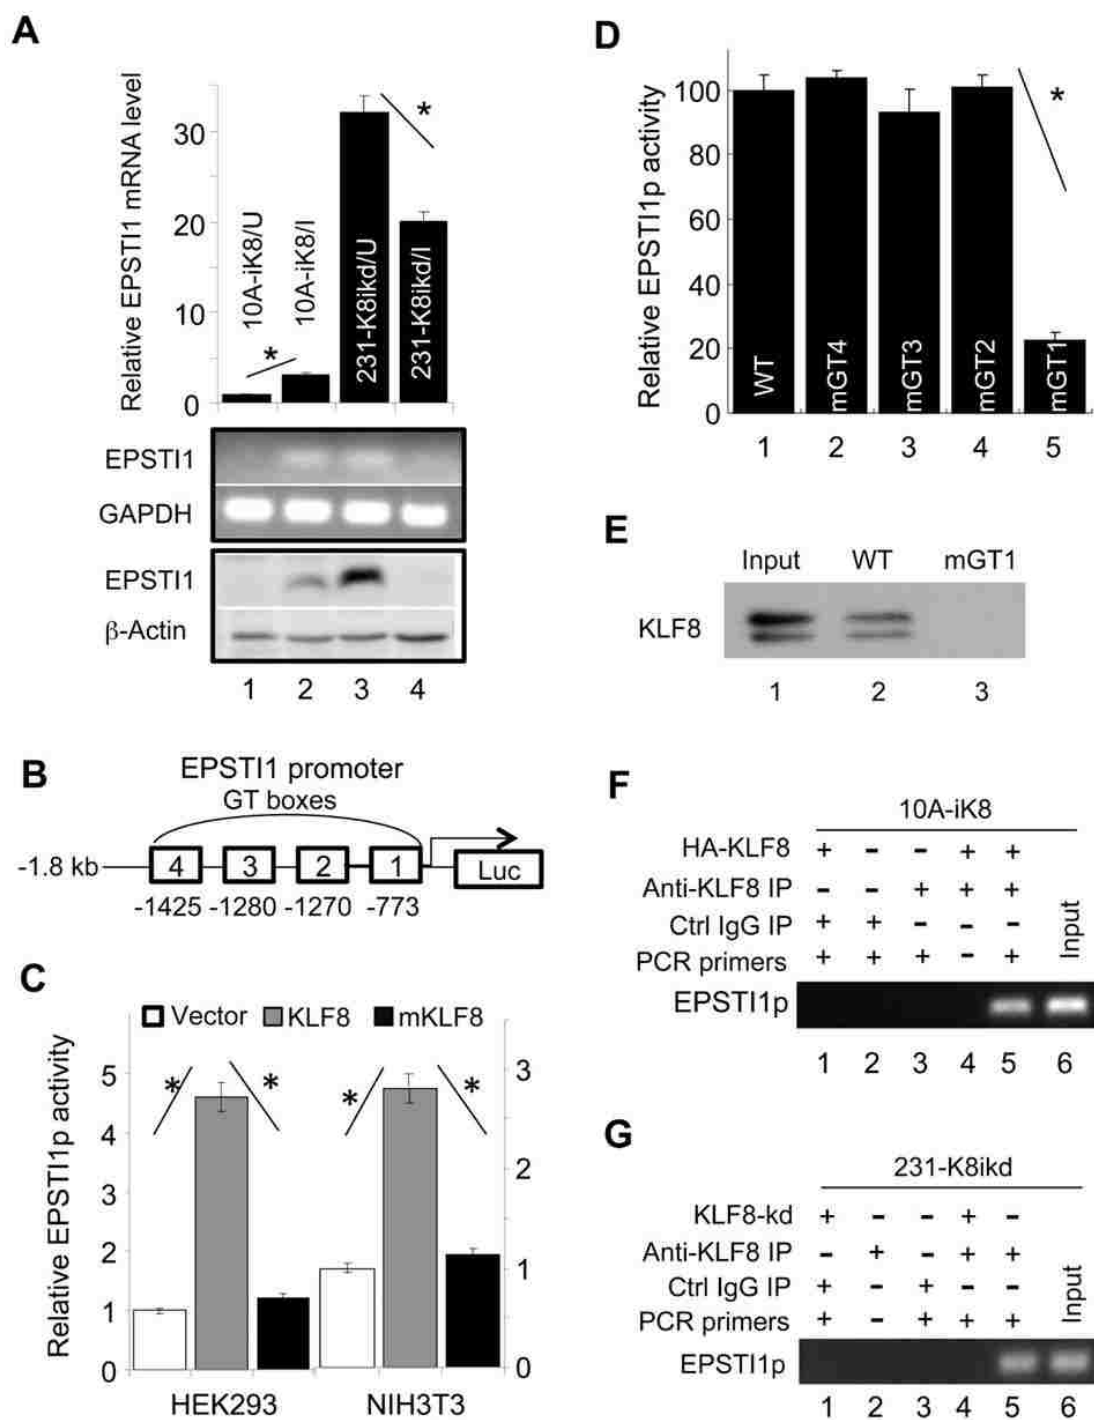 A
Relative EPSTI1 mRNA level
30
20
10
0
10A-iK8/U
10A-iK8/I
231-K8ikd/U
231-K8ikd/I
*
*
EPSTI1
GAPDH
EPSTI1
β-Actin
1 2 3 4
B
EPSTI1 promoter
GT boxes
-1.8 kb
4 3 2 1
Luc
-1425 -1280 -1270 -773
C
Vector KLF8 mKLF8
Relative EPSTI1p activity
5
4
3
2
1
0
* *
* *
3
2
1
0
HEK293 NIH3T3
D
Relative EPSTI1p activity
100
80
60
40
20
0
*
WT
mGT4
mGT3
mGT2
mGT1
1 2 3 4 5
E
Input WT mGT1
KLF8
1 2 3
F
10A-iK8
HA-KLF8 + - - + +
Anti-KLF8 IP - - + + +
Ctrl IgG IP + + - - -
PCR primers + + + - +
Input
EPSTI1p
1 2 3 4 5 6
G
231-K8ikd
KLF8-kd + - - + -
Anti-KLF8 IP - + - + +
Ctrl IgG IP + - + - -
PCR primers + - + + +
Input
EPSTI1p
1 2 3 4 5 6